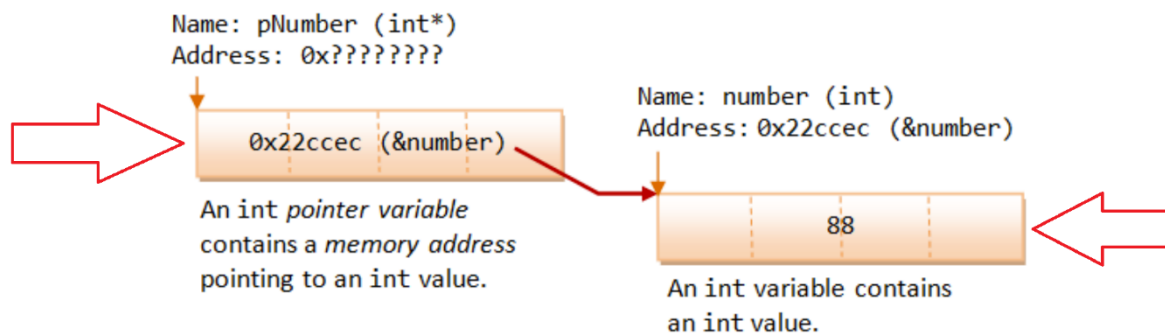 Name: pNumber (int*)
Address: 0x????????
0x22ccec (&number)
An int pointer variable
contains a memory address
pointing to an int value.
Name: number (int)
Address: 0x22ccec (&number)
88
An int variable contains
an int value.